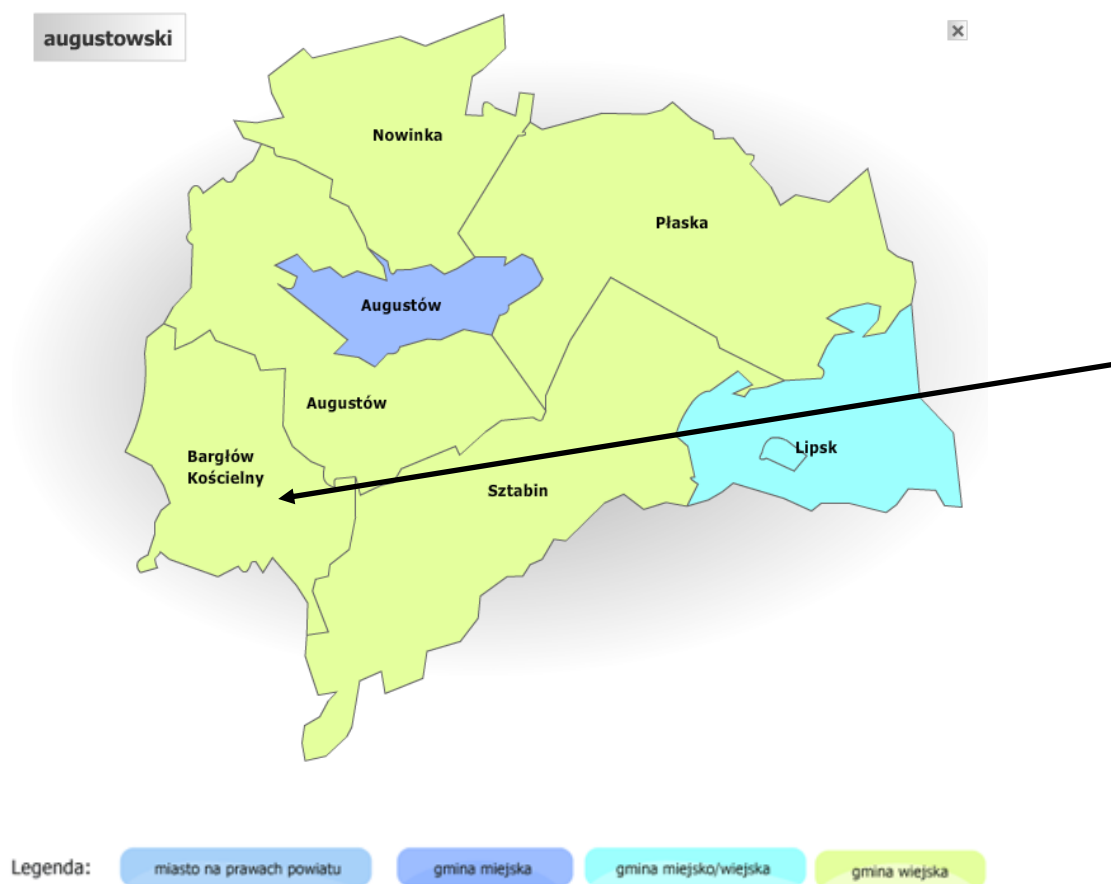 augustowski
Nowinka
Płaska
Augustów
Augustów
Bargłów
Kościelny
Lipsk
Sztabin
Legenda:
miasto na prawach powiatu
gmina miejska
gmina miejsko/wiejska
gmina wiejska